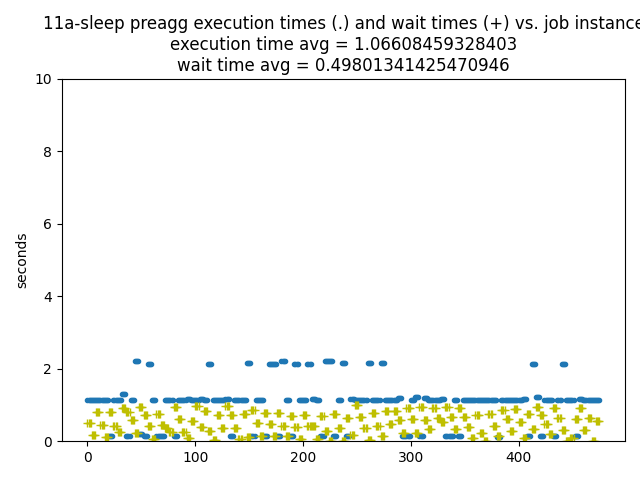 11a-sleep preagg execution times (.) and wait times (+) vs. job instance
execution time avg = 1.06608459328403
wait time avg = 0.49801341425470946
10
8
6
4
2
0
seconds
0 100 200 300 400